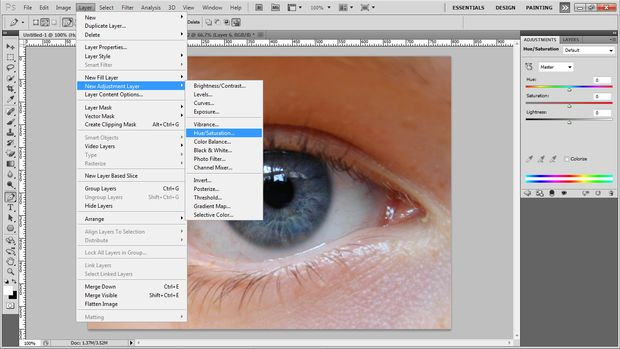 PS
File Edit Image Layer Select Filter Analysis 3D View Window Help
100%
ESSENTIALS DESIGN PAINTING >>
Delete
Untitled-1 @ 100% (Layer
2 @ 66.7% (Layer 0, RGB/8) *
New
Duplicate Layer...
Delete
Layer Properties...
Layer Style
Smart Filter
New Fill Layer
New Adjustment Layer
Layer Content Options...
Layer Mask
Vector Mask
Create Clipping Mask Alt+Ctrl+G
Smart Objects
Video Layers
Type
Rasterize
New Layer Based Slice
Group Layers Ctrl+G
Ungroup Layers Shift+Ctrl+G
Hide Layers
Arrange
Align Layers To Selection
Distribute
Lock All Layers in Group...
Link Layers
Select Linked Layers
Merge Down Ctrl+E
Merge Visible Shift+Ctrl+E
Flatten Image
Matting
Brightness/Contrast...
Levels...
Curves...
Exposure...
Vibrance...
Hue/Saturation...
Color Balance...
Black & White...
Photo Filter...
Channel Mixer...
Invert...
Posterize...
Threshold...
Gradient Map...
Selective Color...
ADJUSTMENTS LAYERS
Hue/Saturation Default
Master
Hue: 0
Saturation: 0
Lightness: 0
Colorize
100% Doc: 1.37M/3.52M